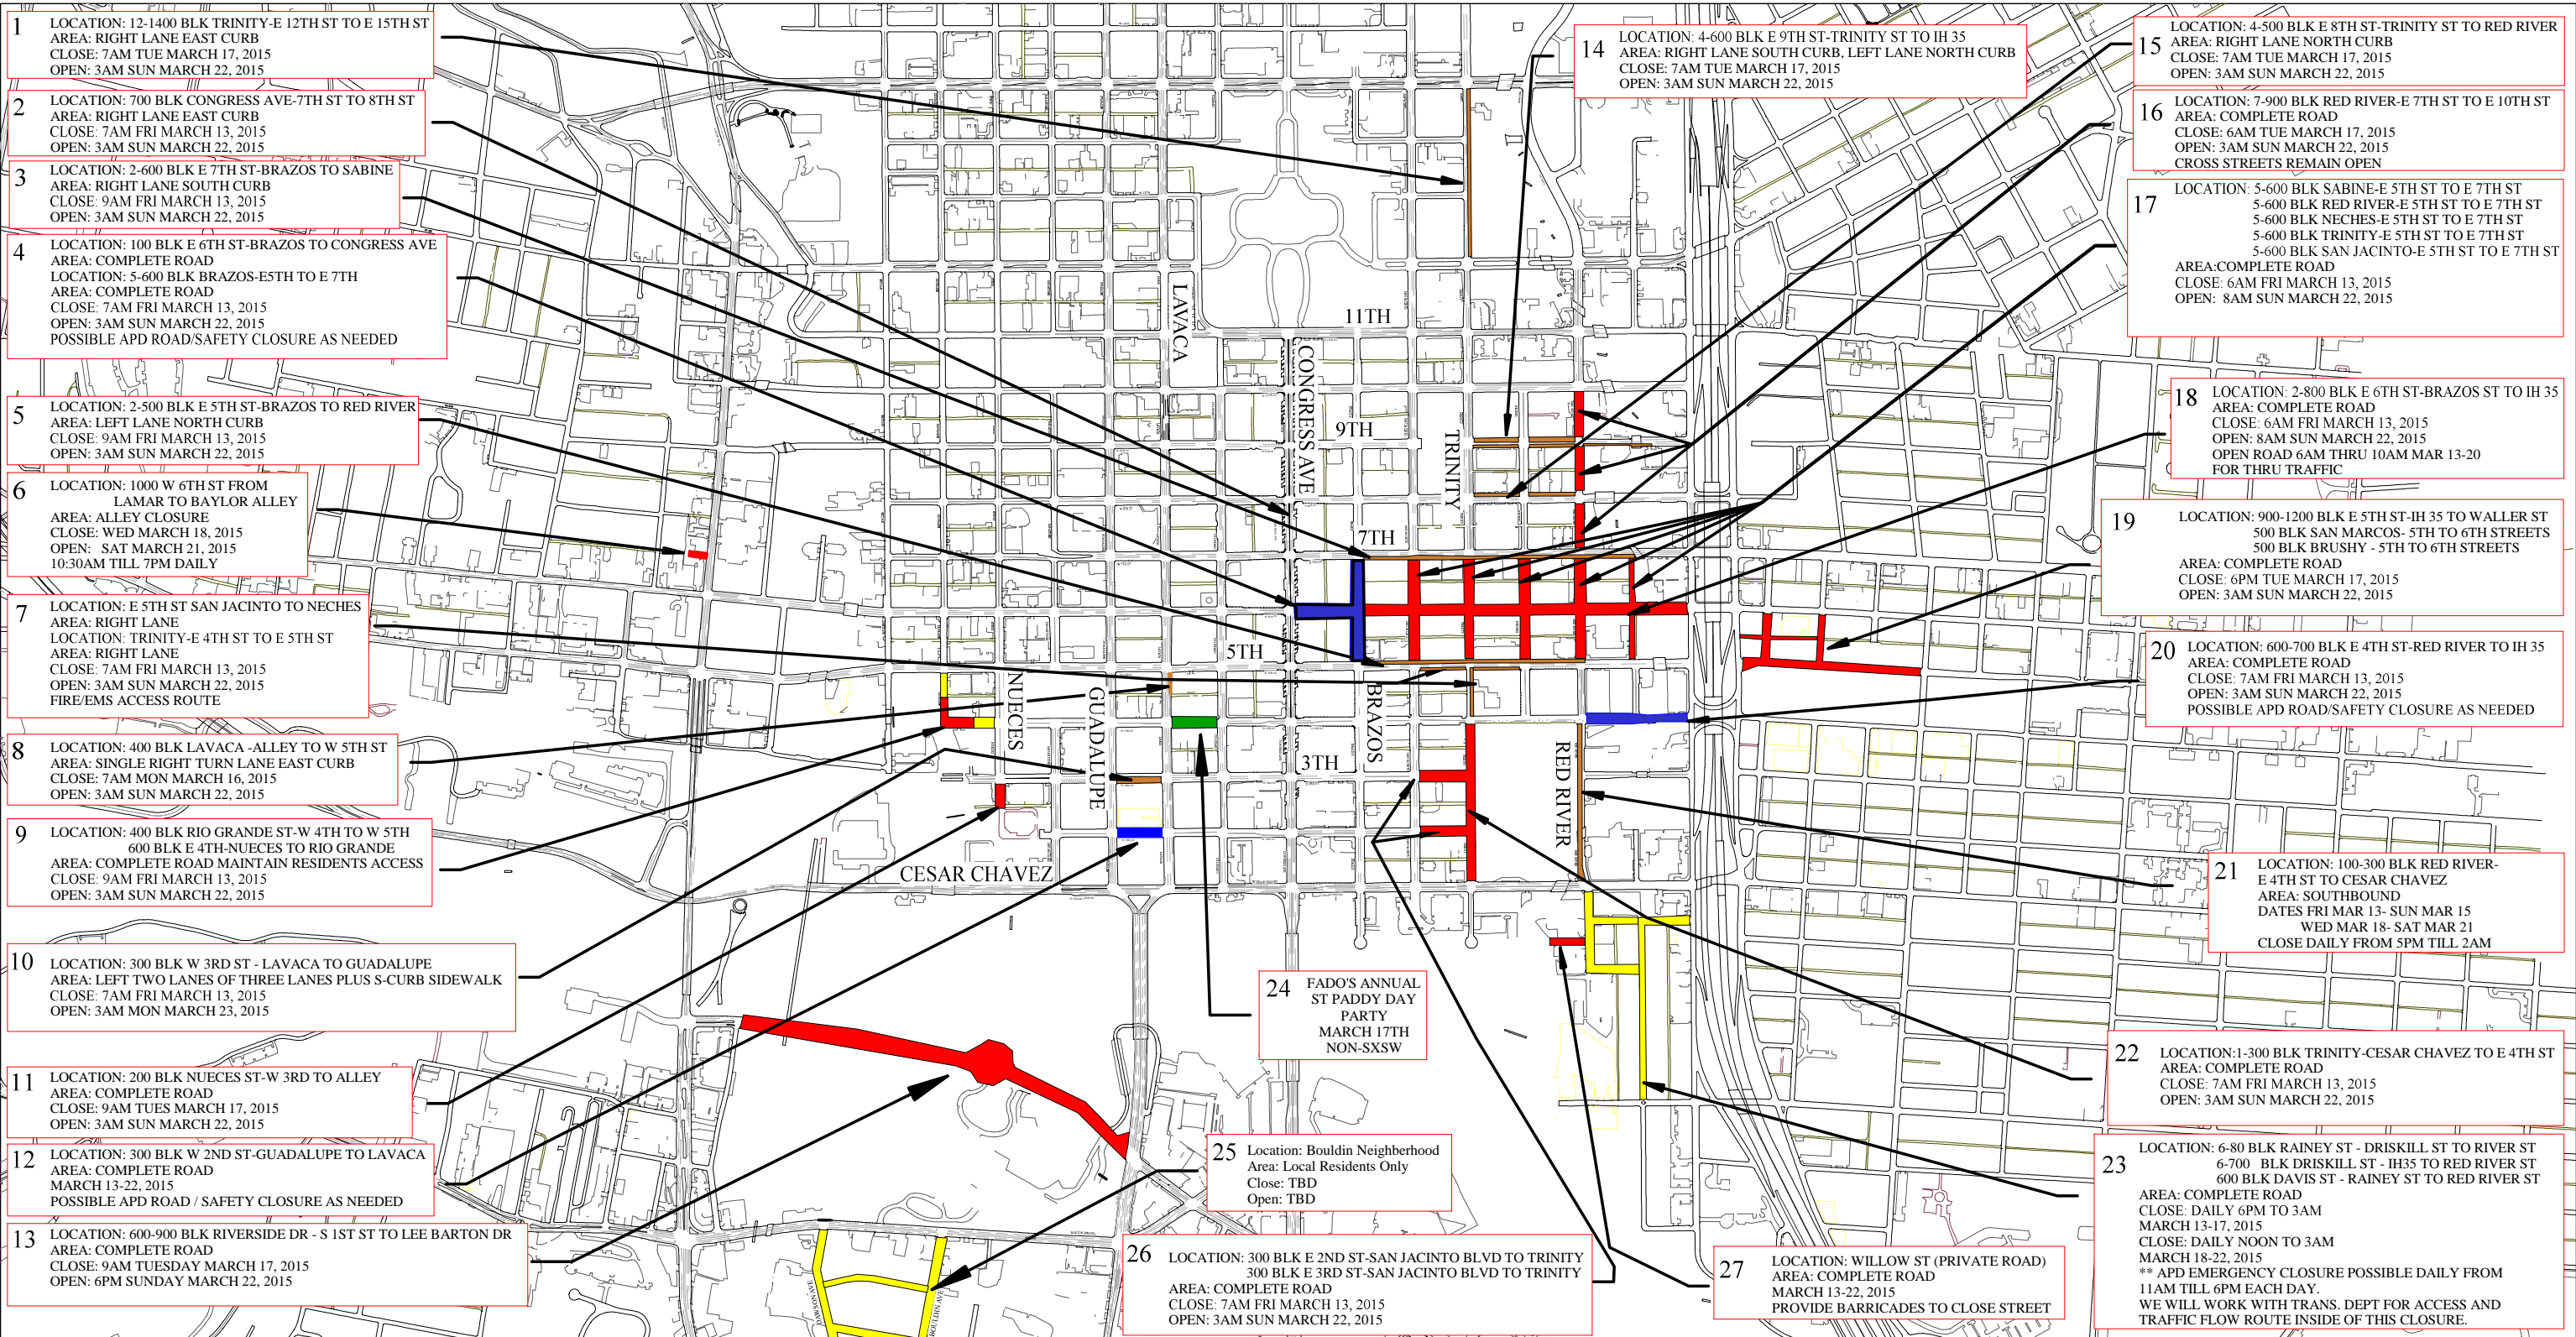 1
LOCATION: 12-1400 BLK TRINITY-E 12TH ST TO E 15TH ST
AREA: RIGHT LANE EAST CURB
CLOSE: 7AM TUE MARCH 17, 2015
OPEN: 3AM SUN MARCH 22, 2015
2
LOCATION: 700 BLK CONGRESS AVE-7TH ST TO 8TH ST
AREA: RIGHT LANE EAST CURB
CLOSE: 7AM FRI MARCH 13, 2015
OPEN: 3AM SUN MARCH 22, 2015
3
LOCATION: 2-600 BLK E 7TH ST-BRAZOS TO SABINE
AREA: RIGHT LANE SOUTH CURB
CLOSE: 9AM FRI MARCH 13, 2015
OPEN: 3AM SUN MARCH 22, 2015
4
LOCATION: 100 BLK E 6TH ST-BRAZOS TO CONGRESS AVE
AREA: COMPLETE ROAD
LOCATION: 5-600 BLK BRAZOS-E5TH TO E 7TH
AREA: COMPLETE ROAD
CLOSE: 7AM FRI MARCH 13, 2015
OPEN: 3AM SUN MARCH 22, 2015
POSSIBLE APD ROAD/SAFETY CLOSURE AS NEEDED
5
LOCATION: 2-500 BLK E 5TH ST-BRAZOS TO RED RIVER
AREA: LEFT LANE NORTH CURB
CLOSE: 9AM FRI MARCH 13, 2015
OPEN: 3AM SUN MARCH 22, 2015
6
LOCATION: 1000 W 6TH ST FROM
LAMAR TO BAYLOR ALLEY
AREA: ALLEY CLOSURE
CLOSE: WED MARCH 18, 2015
OPEN: SAT MARCH 21, 2015
10:30AM TILL 7PM DAILY
7
LOCATION: E 5TH ST SAN JACINTO TO NECHES
AREA: RIGHT LANE
LOCATION: TRINITY-E 4TH ST TO E 5TH ST
AREA: RIGHT LANE
CLOSE: 7AM FRI MARCH 13, 2015
OPEN: 3AM SUN MARCH 22, 2015
FIRE/EMS ACCESS ROUTE
8
LOCATION: 400 BLK LAVACA -ALLEY TO W 5TH ST
AREA: SINGLE RIGHT TURN LANE EAST CURB
CLOSE: 7AM MON MARCH 16, 2015
OPEN: 3AM SUN MARCH 22, 2015
9
LOCATION: 400 BLK RIO GRANDE ST-W 4TH TO W 5TH
600 BLK E 4TH-NUECES TO RIO GRANDE
AREA: COMPLETE ROAD MAINTAIN RESIDENTS ACCESS
CLOSE: 9AM FRI MARCH 13, 2015
OPEN: 3AM SUN MARCH 22, 2015
10
LOCATION: 300 BLK W 3RD ST - LAVACA TO GUADALUPE
AREA: LEFT TWO LANES OF THREE LANES PLUS S-CURB SIDEWALK
CLOSE: 7AM FRI MARCH 13, 2015
OPEN: 3AM MON MARCH 23, 2015
11
LOCATION: 200 BLK NUECES ST-W 3RD TO ALLEY
AREA: COMPLETE ROAD
CLOSE: 9AM TUES MARCH 17, 2015
OPEN: 3AM SUN MARCH 22, 2015
12
LOCATION: 300 BLK W 2ND ST-GUADALUPE TO LAVACA
AREA: COMPLETE ROAD
MARCH 13-22, 2015
POSSIBLE APD ROAD / SAFETY CLOSURE AS NEEDED
13
LOCATION: 600-900 BLK RIVERSIDE DR - S 1ST ST TO LEE BARTON DR
AREA: COMPLETE ROAD
CLOSE: 9AM TUESDAY MARCH 17, 2015
OPEN: 6PM SUNDAY MARCH 22, 2015
14
LOCATION: 4-600 BLK E 9TH ST-TRINITY ST TO IH 35
AREA: RIGHT LANE SOUTH CURB, LEFT LANE NORTH CURB
CLOSE: 7AM TUE MARCH 17, 2015
OPEN: 3AM SUN MARCH 22, 2015
15
LOCATION: 4-500 BLK E 8TH ST-TRINITY ST TO RED RIVER
AREA: RIGHT LANE NORTH CURB
CLOSE: 7AM TUE MARCH 17, 2015
OPEN: 3AM SUN MARCH 22, 2015
16
LOCATION: 7-900 BLK RED RIVER-E 7TH ST TO E 10TH ST
AREA: COMPLETE ROAD
CLOSE: 6AM TUE MARCH 17, 2015
OPEN: 3AM SUN MARCH 22, 2015
CROSS STREETS REMAIN OPEN
17
LOCATION: 5-600 BLK SABINE-E 5TH ST TO E 7TH ST
5-600 BLK RED RIVER-E 5TH ST TO E 7TH ST
5-600 BLK NECHES-E 5TH ST TO E 7TH ST
5-600 BLK TRINITY-E 5TH ST TO E 7TH ST
5-600 BLK SAN JACINTO-E 5TH ST TO E 7TH ST
AREA:COMPLETE ROAD
CLOSE: 6AM FRI MARCH 13, 2015
OPEN: 8AM SUN MARCH 22, 2015
18
LOCATION: 2-800 BLK E 6TH ST-BRAZOS ST TO IH 35
AREA: COMPLETE ROAD
CLOSE: 6AM FRI MARCH 13, 2015
OPEN: 8AM SUN MARCH 22, 2015
OPEN ROAD 6AM THRU 10AM MAR 13-20
FOR THRU TRAFFIC
19
LOCATION: 900-1200 BLK E 5TH ST-IH 35 TO WALLER ST
500 BLK SAN MARCOS- 5TH TO 6TH STREETS
500 BLK BRUSHY - 5TH TO 6TH STREETS
AREA: COMPLETE ROAD
CLOSE: 6PM TUE MARCH 17, 2015
OPEN: 3AM SUN MARCH 22, 2015
20
LOCATION: 600-700 BLK E 4TH ST-RED RIVER TO IH 35
AREA: COMPLETE ROAD
CLOSE: 7AM FRI MARCH 13, 2015
OPEN: 3AM SUN MARCH 22, 2015
POSSIBLE APD ROAD/SAFETY CLOSURE AS NEEDED
21
LOCATION: 100-300 BLK RED RIVER-
E 4TH ST TO CESAR CHAVEZ
AREA: SOUTHBOUND
DATES FRI MAR 13- SUN MAR 15
WED MAR 18- SAT MAR 21
CLOSE DAILY FROM 5PM TILL 2AM
22
LOCATION:1-300 BLK TRINITY-CESAR CHAVEZ TO E 4TH ST
AREA: COMPLETE ROAD
CLOSE: 7AM FRI MARCH 13, 2015
OPEN: 3AM SUN MARCH 22, 2015
23
LOCATION: 6-80 BLK RAINEY ST - DRISKILL ST TO RIVER ST
6-700 BLK DRISKILL ST - IH35 TO RED RIVER ST
600 BLK DAVIS ST - RAINEY ST TO RED RIVER ST
AREA: COMPLETE ROAD
CLOSE: DAILY 6PM TO 3AM
MARCH 13-17, 2015
CLOSE: DAILY NOON TO 3AM
MARCH 18-22, 2015
** APD EMERGENCY CLOSURE POSSIBLE DAILY FROM
11AM TILL 6PM EACH DAY.
WE WILL WORK WITH TRANS. DEPT FOR ACCESS AND
TRAFFIC FLOW ROUTE INSIDE OF THIS CLOSURE.
24
FADO'S ANNUAL
ST PADDY DAY
PARTY
MARCH 17TH
NON-SXSW
25
Location: Bouldin Neighberhood
Area: Local Residents Only
Close: TBD
Open: TBD
26
LOCATION: 300 BLK E 2ND ST-SAN JACINTO BLVD TO TRINITY
300 BLK E 3RD ST-SAN JACINTO BLVD TO TRINITY
AREA: COMPLETE ROAD
CLOSE: 7AM FRI MARCH 13, 2015
OPEN: 3AM SUN MARCH 22, 2015
27
LOCATION: WILLOW ST (PRIVATE ROAD)
AREA: COMPLETE ROAD
MARCH 13-22, 2015
PROVIDE BARRICADES TO CLOSE STREET
LAVACA
11TH
CONGRESS AVE
9TH
TRINITY
7TH
5TH
NUECES
GUADALUPE
BRAZOS
3TH
RED RIVER
CESAR CHAVEZ
DAWSON AVE
BOULDIN AVE